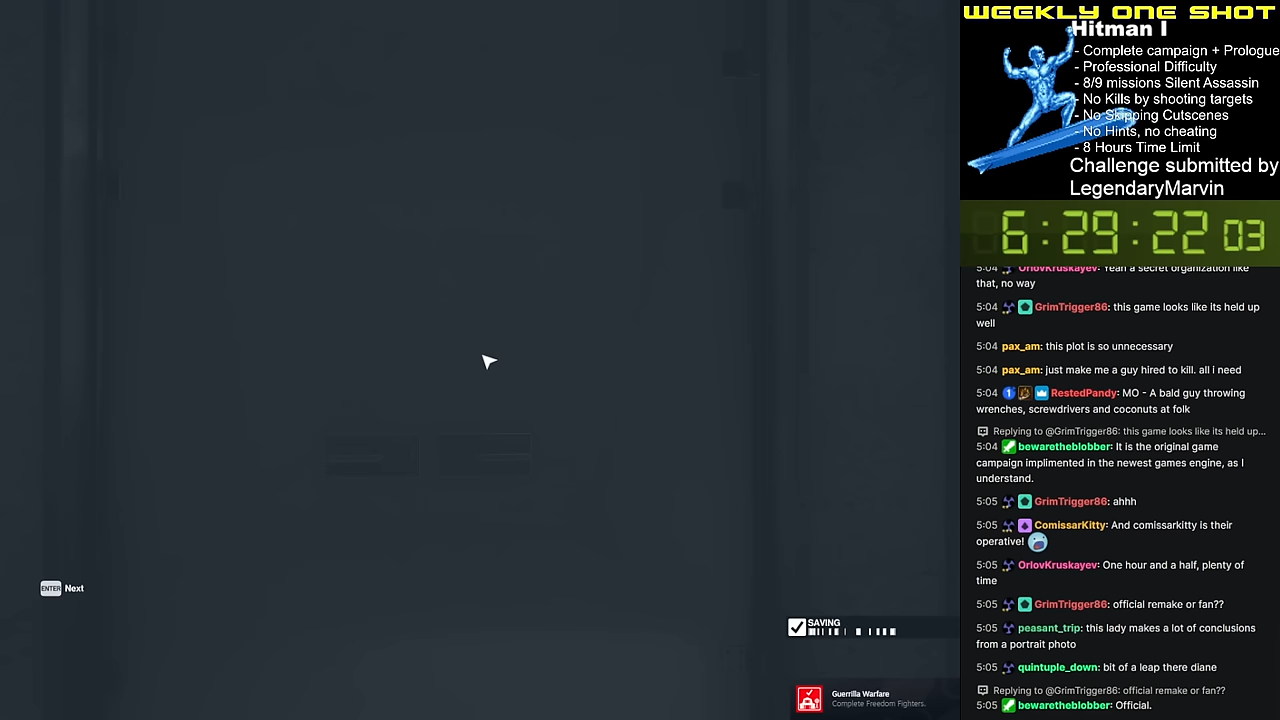 WEEKLY ONE SHOT
Hitman I
- Complete campaign + Prologue
- Professional Difficulty
- 8/9 missions Silent Assassin
- No Kills by shooting targets
- No Skipping Cutscenes
- No Hints, no cheating
- 8 Hours Time Limit
Challenge submitted by
LegendaryMarvin
6:29:22 03
5:04 OrlovKruskayev: Yeah a secret organization like
that, no way
5:04 GrimTrigger86: this game looks like its held up
well
5:04 pax_am: this plot is so unnecessary
5:04 pax_am: just make me a guy hired to kill. all i need
5:04 RestedPandy: MO - A bald guy throwing
wrenches, screwdrivers and coconuts at folk
Replying to @GrimTrigger86: this game looks like its held up...
5:04 bewaretheblobber: It is the original game
campaign implimented in the newest games engine, as I
understand.
5:05 GrimTrigger86: ahhh
5:05 ComissarKitty: And comissarkitty is their
operative!
5:05 OrlovKruskayev: One hour and a half, plenty of
time
5:05 GrimTrigger86: official remake or fan??
5:05 peasant_trip: this lady makes a lot of conclusions
from a portrait photo
5:05 quintuple_down: bit of a leap there diane
Replying to @GrimTrigger86: official remake or fan??
5:05 bewaretheblobber: Official.
ENTER Next
SAVING
Guerrilla Warfare
Complete Freedom Fighters.